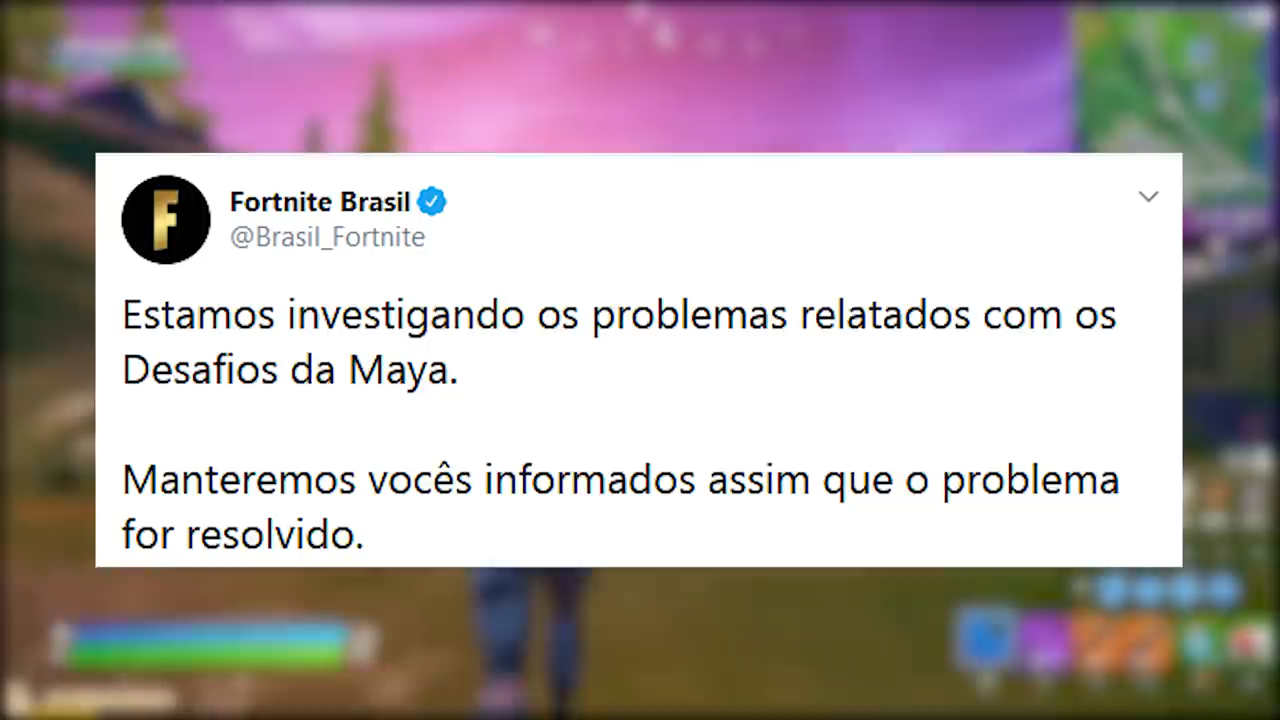 Fortnite Brasil
@Brasil_Fortnite
Estamos investigando os problemas relatados com os
Desafios da Maya.
Manteremos vocês informados assim que o problema
for resolvido.